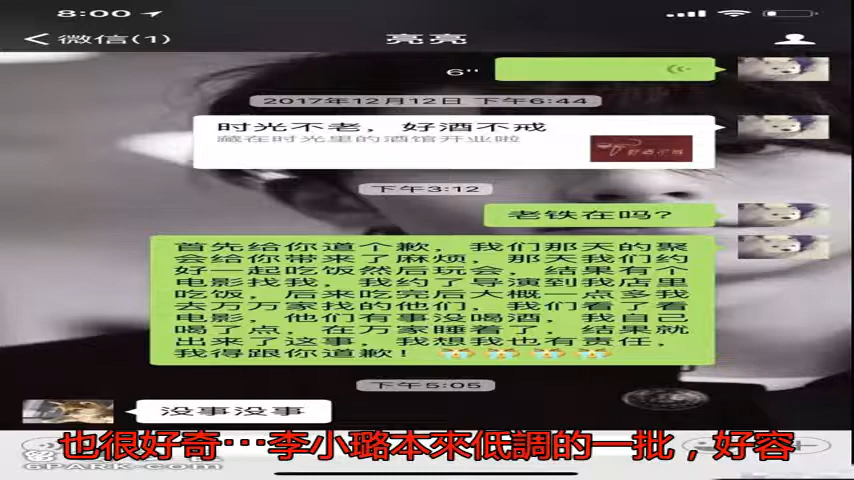 8:00
微信(1)
亮亮
6''
2017年12月12日 下午6:44
时光不老，好酒不戒
藏在时光里的酒馆开业啦
好酒不戒
下午3:12
老铁在吗？
首先给你道个歉，我们那天的聚
会给你带来了麻烦，那天我们约
好一起吃饭然后玩会，结果有个
电影找我，我约了导演到我店里
吃饭，后来吃完后大概一点多我
去万万家找的他们，我们看了看
电影，他们有事没喝酒，我自己
喝了点，在万家睡着了，结果就
出来了这事，我想我也有责任，
我得跟你道歉！😭😭😭😭
下午5:05
没事没事
也很好奇…李小璐本來低調的一批，好容
6PARK.com